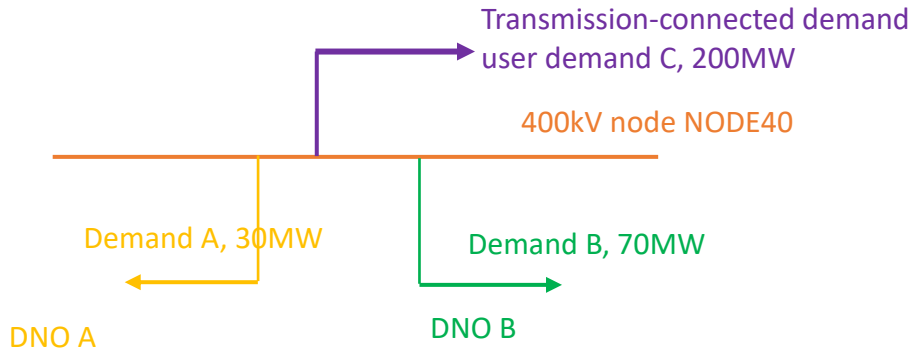 Transmission-connected demand
user demand C, 200MW
400kV node NODE40
Demand A, 30MW
Demand B, 70MW
DNO A
DNO B